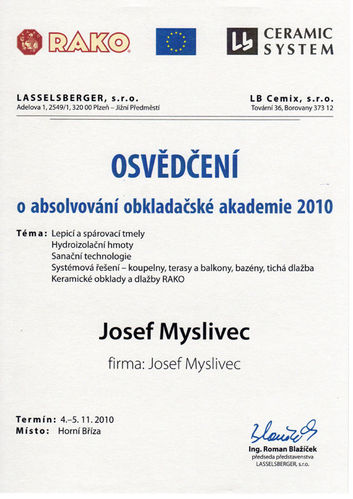 RAKO
Lb CERAMIC
SYSTEM
LASSELSBERGER, s.r.o.
Adelova 1, 2549/1, 320 00 Plzeň – Jižní Předměstí
LB Cemix, s.r.o.
Tovární 36, Borovany 373 12
OSVĚDČENÍ
o absolvování obkladačské akademie 2010
Téma: Lepicí a spárovací tmely
Hydroizolační hmoty
Sanační technologie
Systémová řešení – koupelny, terasy a balkony, bazény, tichá dlažba
Keramické obklady a dlažby RAKO
Josef Myslivec
firma: Josef Myslivec
Termín: 4.–5. 11. 2010
Místo: Horní Bříza
Ing. Roman Blažíček
předseda představenstva
LASSELSBERGER, s.r.o.